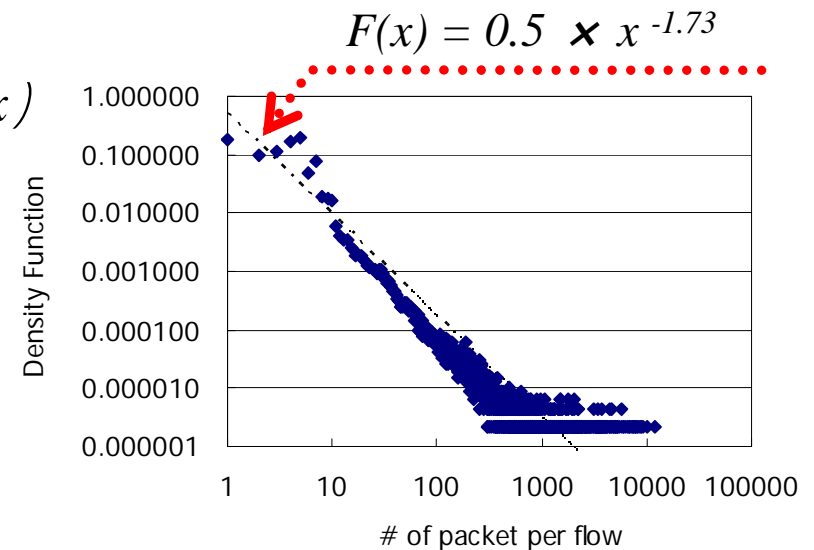 F(x) = 0.5 × x -1.73
x)
1.000000
0.100000
0.010000
0.001000
0.000100
0.000010
0.000001
Density Function
1 10 100 1000 10000 100000
# of packet per flow